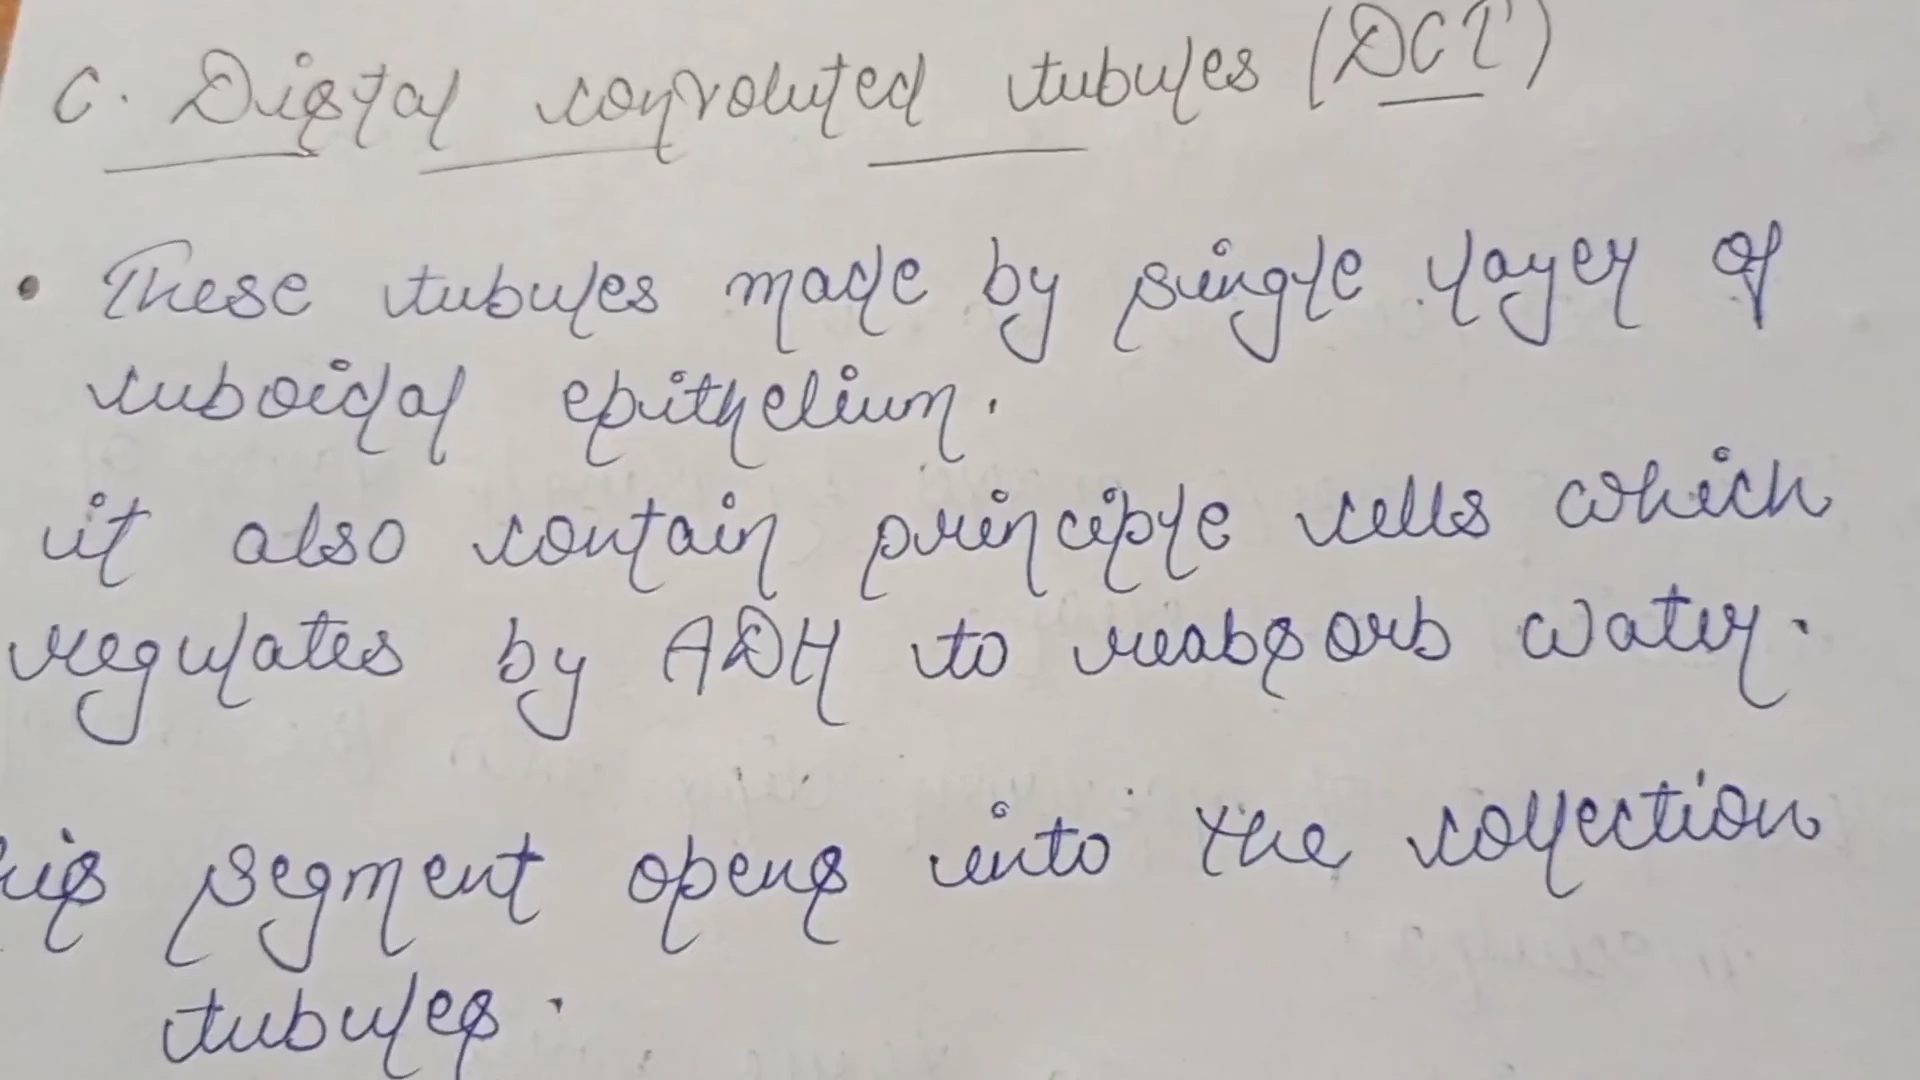 C. Distal convoluted tubules (DCT)
• These tubules made by single layer of
cuboidal epithelium.
it also contain principle cells which
regulates by ADH to reabsorb water.
his segment opens into the collection
tubules.